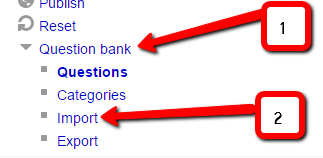 Publish
Reset
Question bank
1
Questions
Categories
Import
2
Export